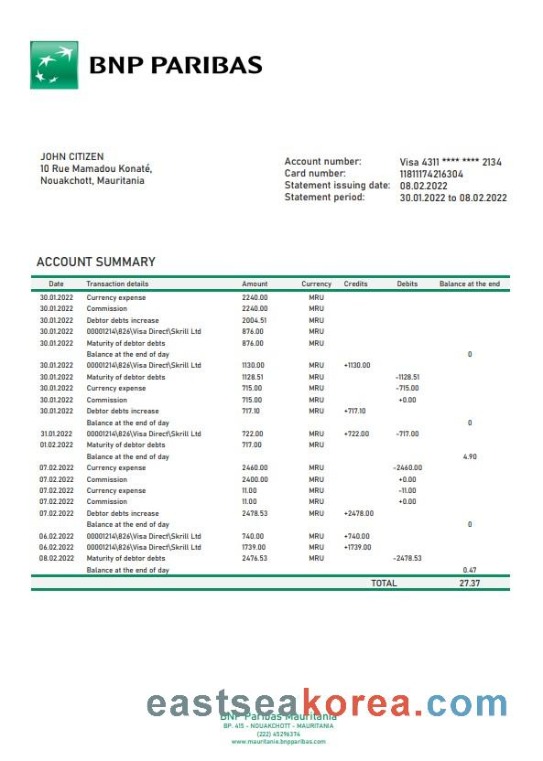 BNP PARIBAS
JOHN CITIZEN
10 Rue Mamadou Konaté,
Nouakchott, Mauritania
Account number: Visa 4311 **** **** 2134
Card number: 11811174216304
Statement issuing date: 08.02.2022
Statement period: 30.01.2022 to 08.02.2022
ACCOUNT SUMMARY
Date Transaction details Amount Currency Credits Debits Balance at the end
30.01.2022 Currency expense 2240.00 MRU
30.01.2022 Commission 2240.00 MRU
30.01.2022 Debtor debts increase 2004.51 MRU
30.01.2022 00001214\826\Visa Direct\Skrill Ltd 876.00 MRU
30.01.2022 Maturity of debtor debts 876.00 MRU
Balance at the end of day 0
30.01.2022 00001214\826\Visa Direct\Skrill Ltd 1130.00 MRU +1130.00
30.01.2022 Maturity of debtor debts 1128.51 MRU -1128.51
30.01.2022 Currency expense 715.00 MRU -715.00
30.01.2022 Commission 715.00 MRU +0.00
30.01.2022 Debtor debts increase 717.10 MRU +717.10
Balance at the end of day 0
31.01.2022 00001214\826\Visa Direct\Skrill Ltd 722.00 MRU +722.00 -717.00
01.02.2022 Maturity of debtor debts 717.00 MRU
Balance at the end of day 4.90
07.02.2022 Currency expense 2460.00 MRU -2460.00
07.02.2022 Commission 2400.00 MRU +0.00
07.02.2022 Currency expense 11.00 MRU -11.00
07.02.2022 Commission 11.00 MRU +0.00
07.02.2022 Debtor debts increase 2478.53 MRU +2478.00
Balance at the end of day 0
06.02.2022 00001214\826\Visa Direct\Skrill Ltd 740.00 MRU +740.00
06.02.2022 00001214\826\Visa Direct\Skrill Ltd 1739.00 MRU +1739.00
08.02.2022 Maturity of debtor debts 2476.53 MRU -2478.53
Balance at the end of day 0.47
TOTAL 27.37
eastseakorea.com
BNP Paribas Mauritania
BP. 415 - NOUAKCHOTT - MAURITANIA
(222) 45296374
www.mauritanie.bnpparibas.com